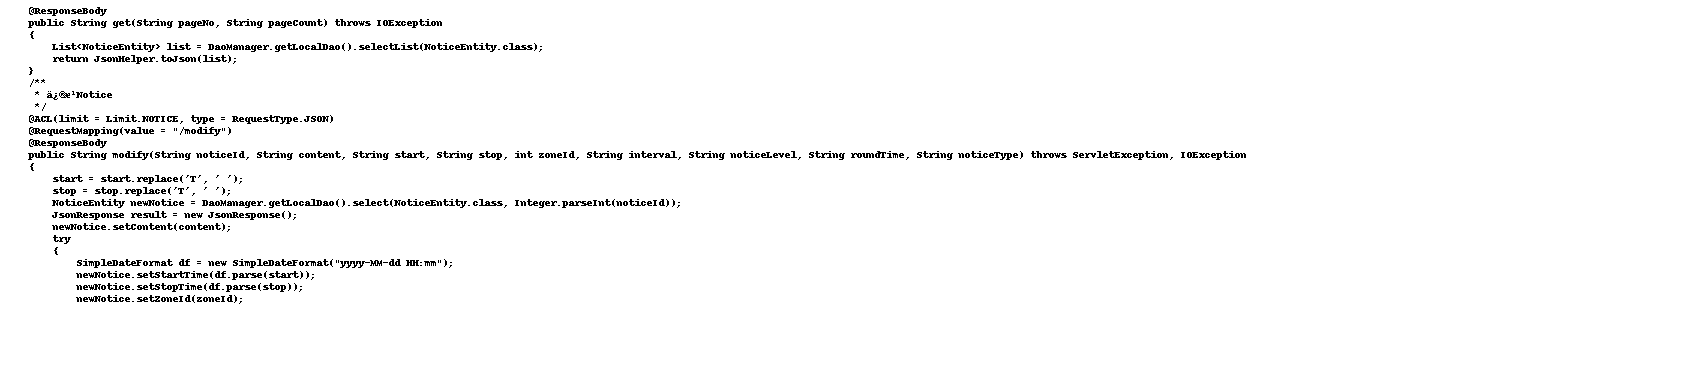 @ResponseBody
public String get(String pageNo, String pageCount) throws IOException
{
List<NoticeEntity> list = DaoManager.getLocalDao().selectList(NoticeEntity.class);
return JsonHelper.toJson(list);
}
/**
* ä¿®æ¹Notice
*/
@ACL(limit = Limit.NOTICE, type = RequestType.JSON)
@RequestMapping(value = "/modify")
@ResponseBody
public String modify(String noticeId, String content, String start, String stop, int zoneId, String interval, String noticeLevel, String roundTime, String noticeType) throws ServletException, IOException
{
start = start.replace('T', ' ');
stop = stop.replace('T', ' ');
NoticeEntity newNotice = DaoManager.getLocalDao().select(NoticeEntity.class, Integer.parseInt(noticeId));
JsonResponse result = new JsonResponse();
newNotice.setContent(content);
try
{
SimpleDateFormat df = new SimpleDateFormat("yyyy-MM-dd HH:mm");
newNotice.setStartTime(df.parse(start));
newNotice.setStopTime(df.parse(stop));
newNotice.setZoneId(zoneId);